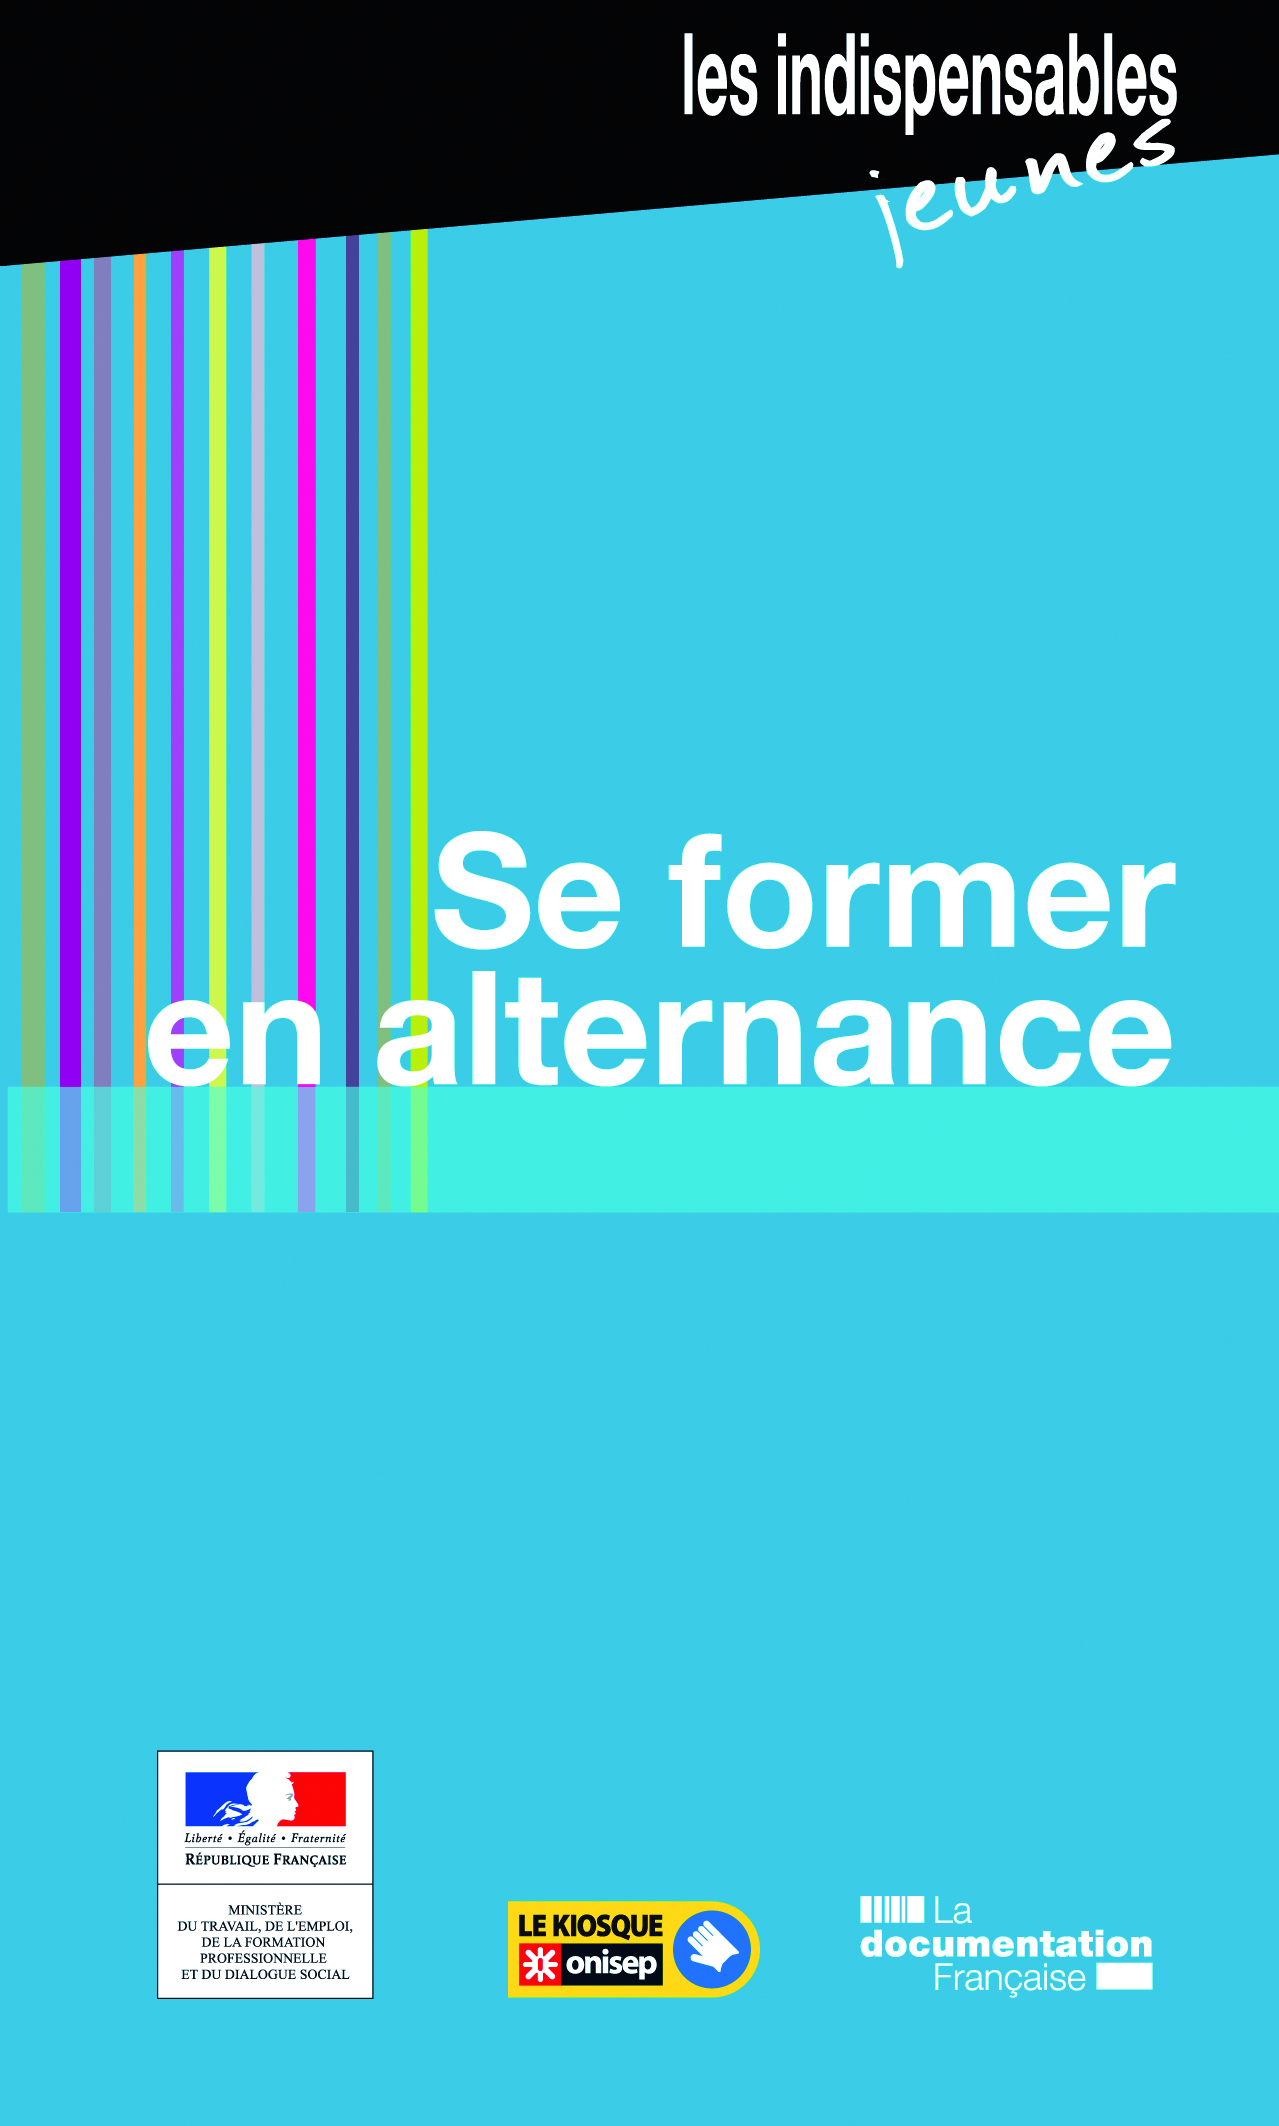 les indispensables
jeunes
Se former
en alternance
Liberté • Égalité • Fraternité
RÉPUBLIQUE FRANÇAISE
MINISTÈRE
DU TRAVAIL, DE L'EMPLOI,
DE LA FORMATION
PROFESSIONNELLE
ET DU DIALOGUE SOCIAL
LE KIOSQUE
onisep
La
documentation
Française